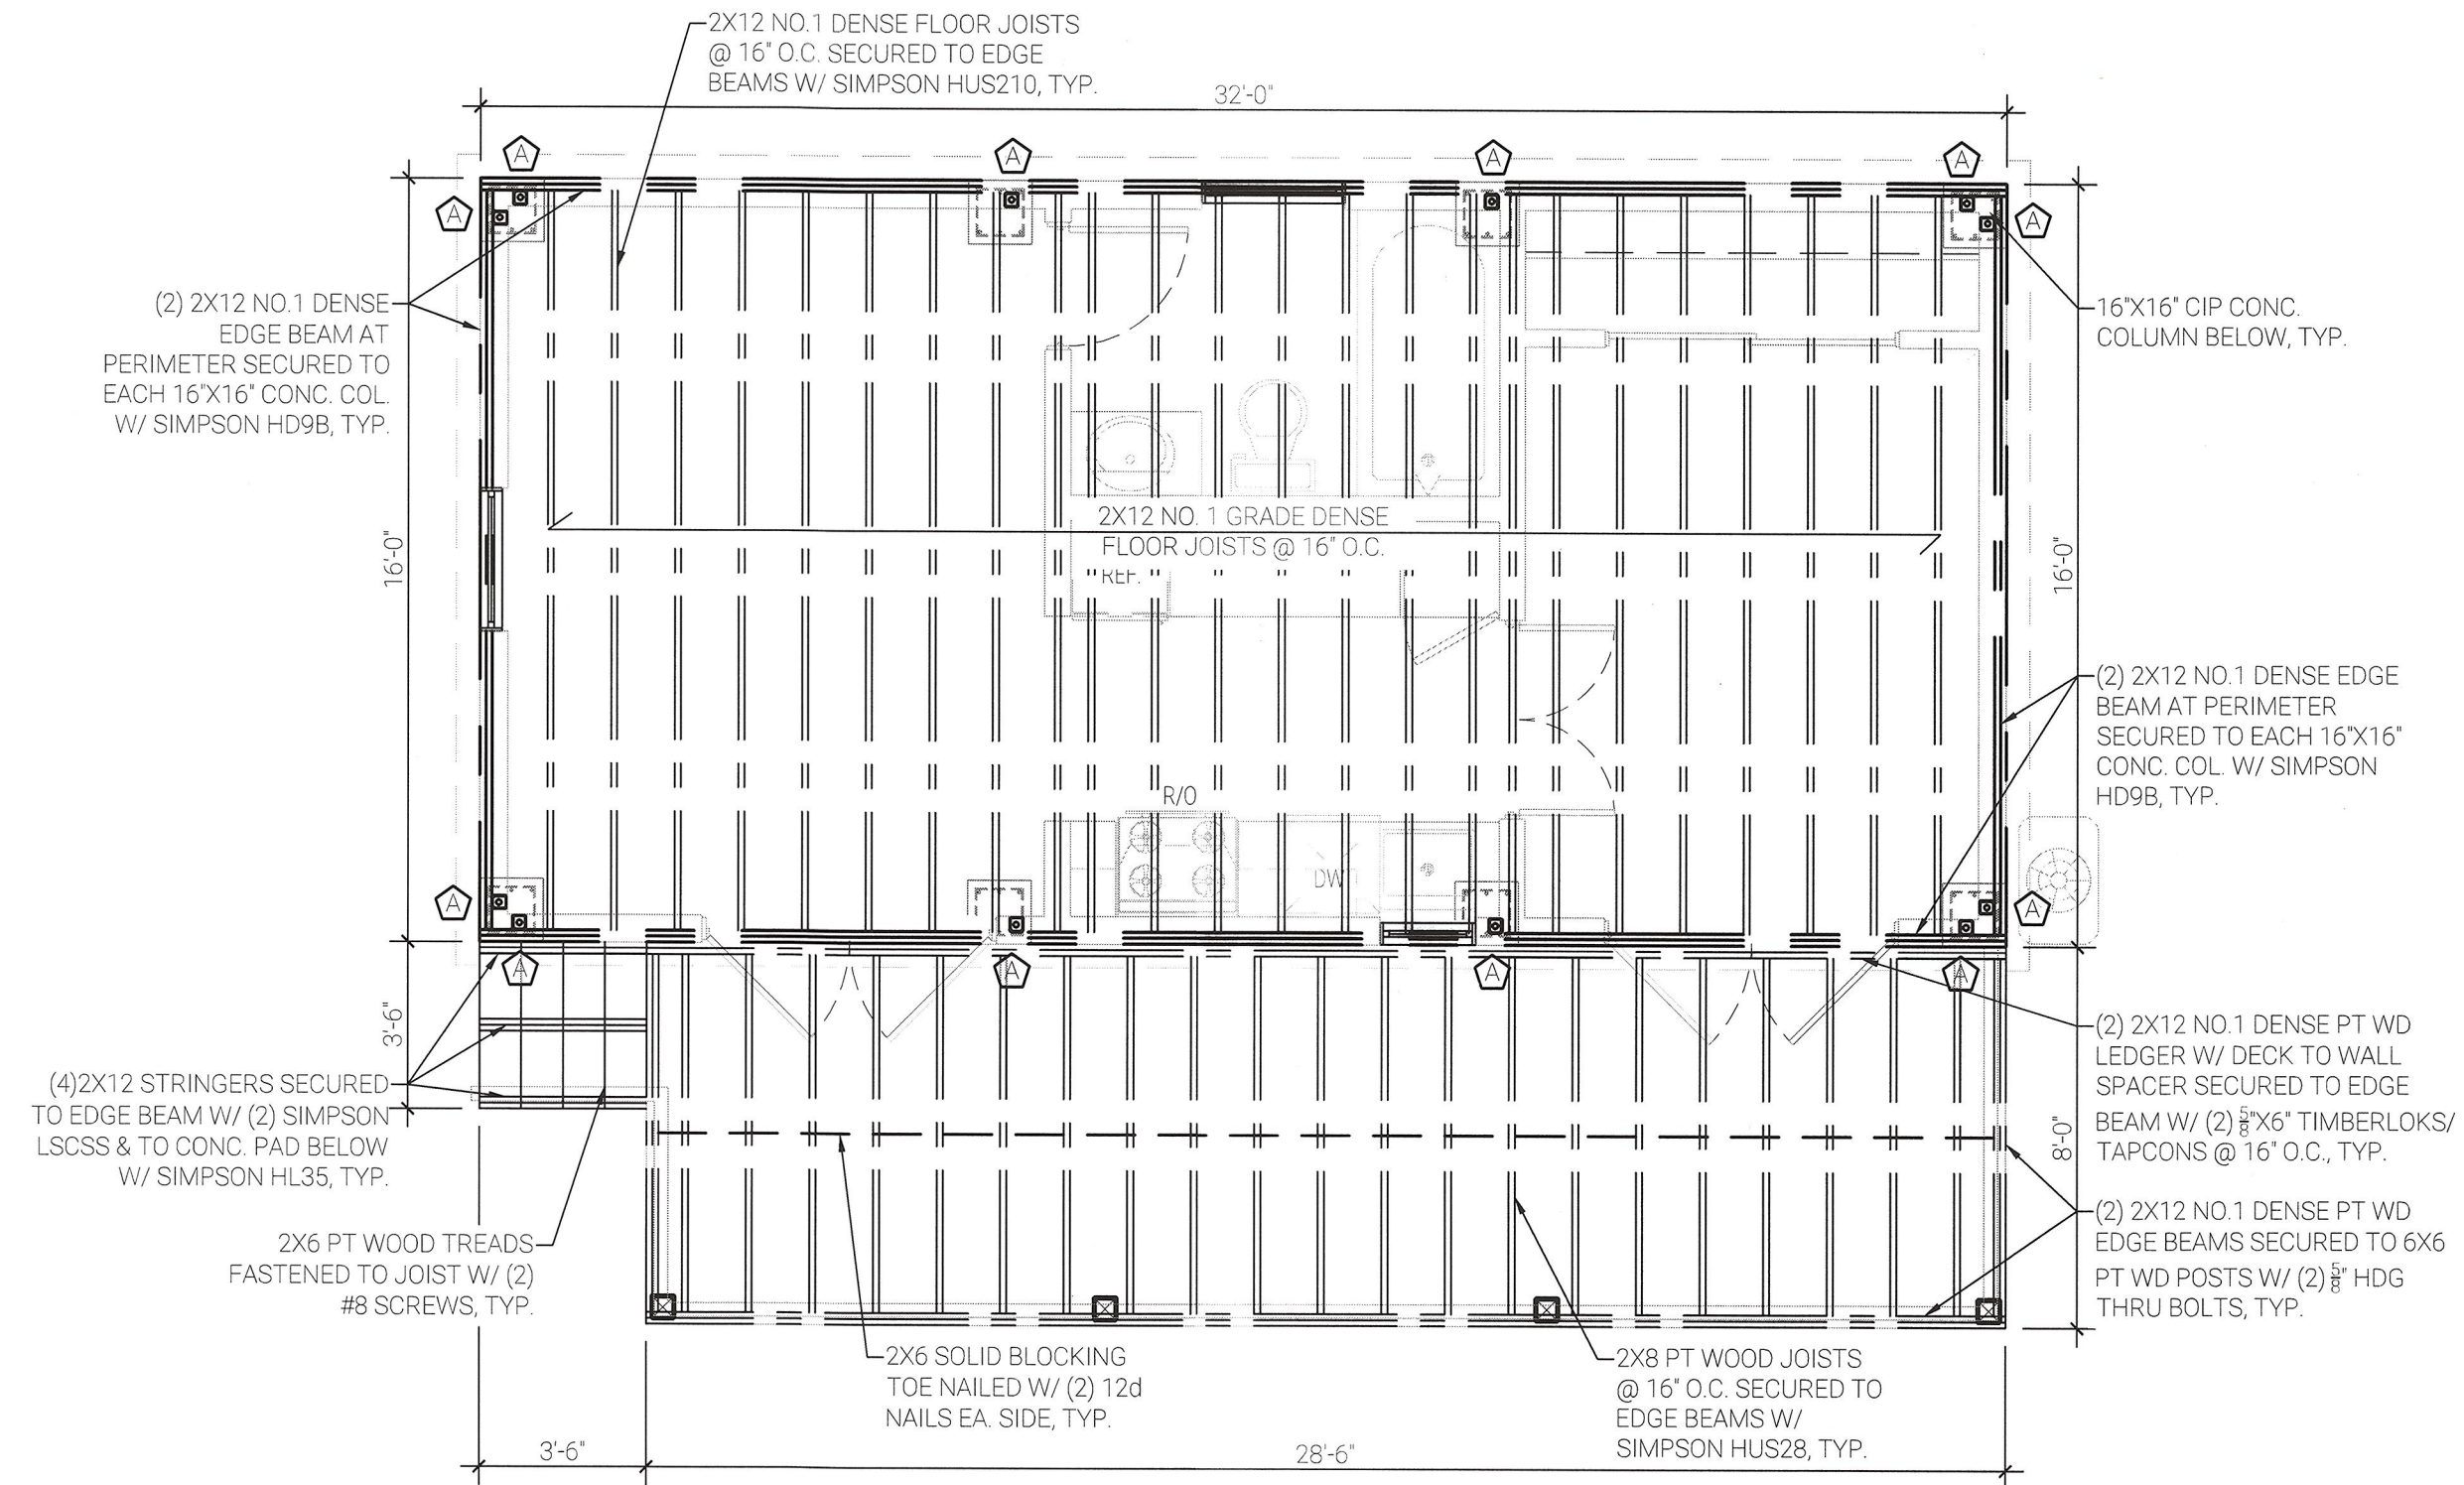 2X12 NO.1 DENSE FLOOR JOISTS
@ 16" O.C. SECURED TO EDGE
BEAMS W/ SIMPSON HUS210, TYP.
32'-0"
A
A
A
A
A
A
(2) 2X12 NO.1 DENSE
EDGE BEAM AT
PERIMETER SECURED TO
EACH 16"X16" CONC. COL.
W/ SIMPSON HD9B, TYP.
16"X16" CIP CONC.
COLUMN BELOW, TYP.
2X12 NO. 1 GRADE DENSE
FLOOR JOISTS @ 16" O.C.
REF.
16'-0"
16'-0"
(2) 2X12 NO.1 DENSE EDGE
BEAM AT PERIMETER
SECURED TO EACH 16"X16"
CONC. COL. W/ SIMPSON
HD9B, TYP.
R/O
DW
A
A
A
A
A
A
3'-6"
(4)2X12 STRINGERS SECURED
TO EDGE BEAM W/ (2) SIMPSON
LSCSS & TO CONC. PAD BELOW
W/ SIMPSON HL35, TYP.
(2) 2X12 NO.1 DENSE PT WD
LEDGER W/ DECK TO WALL
SPACER SECURED TO EDGE
BEAM W/ (2) 5/8"X6" TIMBERLOKS/
TAPCONS @ 16" O.C., TYP.
8'-0"
2X6 PT WOOD TREADS
FASTENED TO JOIST W/ (2)
#8 SCREWS, TYP.
(2) 2X12 NO.1 DENSE PT WD
EDGE BEAMS SECURED TO 6X6
PT WD POSTS W/ (2) 5/8" HDG
THRU BOLTS, TYP.
2X6 SOLID BLOCKING
TOE NAILED W/ (2) 12d
NAILS EA. SIDE, TYP.
2X8 PT WOOD JOISTS
@ 16" O.C. SECURED TO
EDGE BEAMS W/
SIMPSON HUS28, TYP.
3'-6"
28'-6"